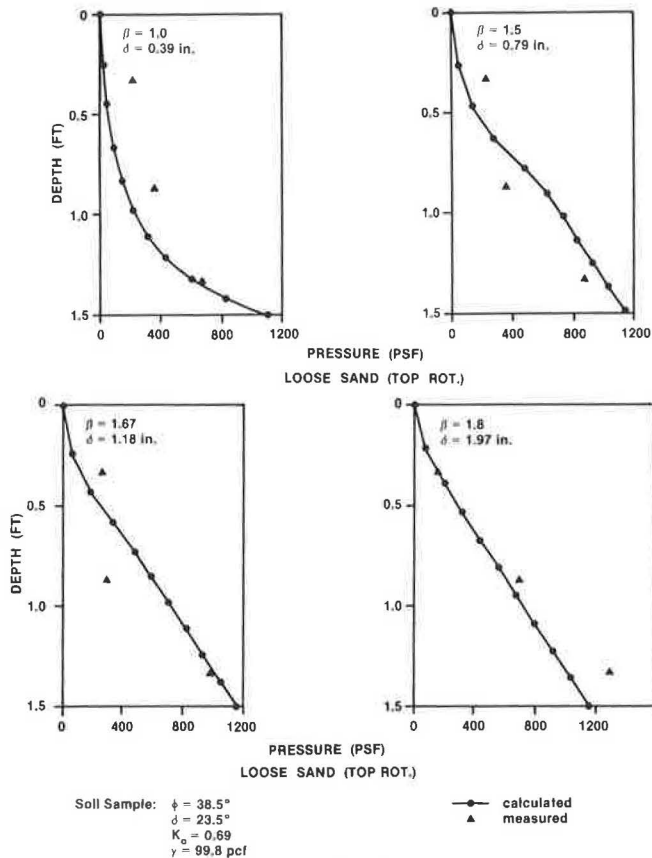 β = 1.0
δ = 0.39 in.
0
0.5
1.0
1.5
DEPTH (FT)
0 400 800 1200
β = 1.5
δ = 0.79 in.
0
0.5
1.0
1.5
0 400 800 1200
PRESSURE (PSF)
LOOSE SAND (TOP ROT.)
β = 1.67
δ = 1.18 in.
0
0.5
1.0
1.5
DEPTH (FT)
0 400 800 1200
β = 1.8
δ = 1.97 in.
0
0.5
1.0
1.5
0 400 800 1200
PRESSURE (PSF)
LOOSE SAND (TOP ROT.)
Soil Sample: ϕ = 38.5°
δ = 23.5°
Ko = 0.69
γ = 99.8 pcf
calculated
measured